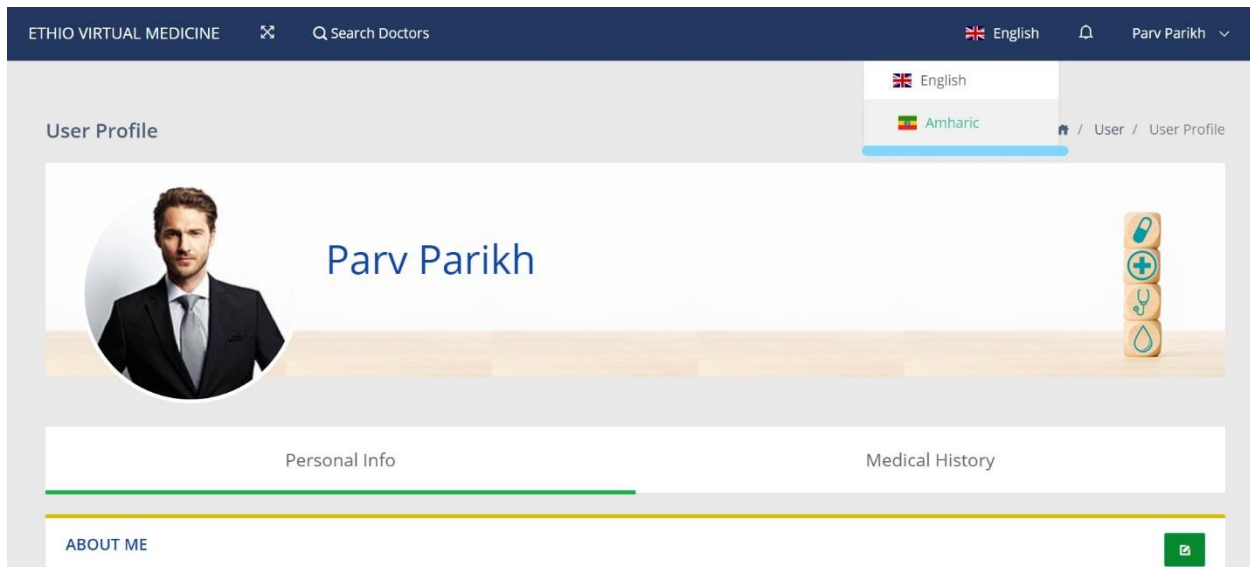 ETHIO VIRTUAL MEDICINE Search Doctors English Parv Parikh
English
Amharic
User Profile / User / User Profile
Parv Parikh
Personal Info Medical History
ABOUT ME